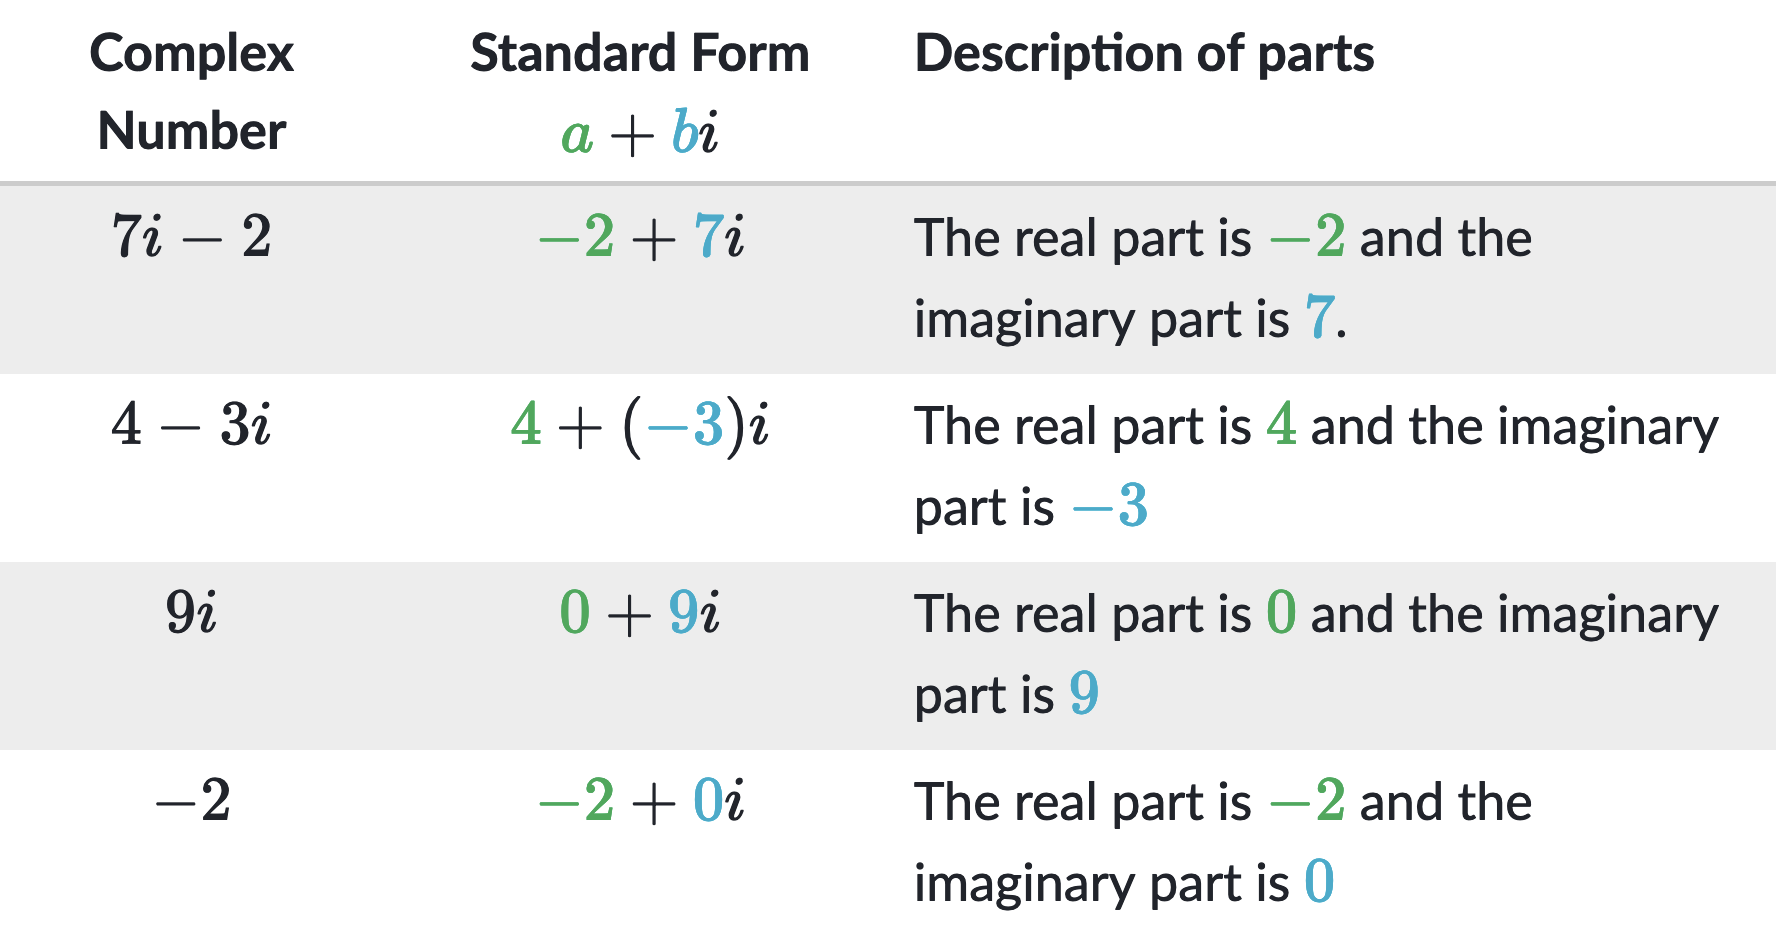 Complex Standard Form Description of parts
Number a + bi
7i − 2 −2 + 7i The real part is −2 and the
imaginary part is 7.
4 − 3i 4 + (−3)i The real part is 4 and the imaginary
part is −3
9i 0 + 9i The real part is 0 and the imaginary
part is 9
−2 −2 + 0i The real part is −2 and the
imaginary part is 0